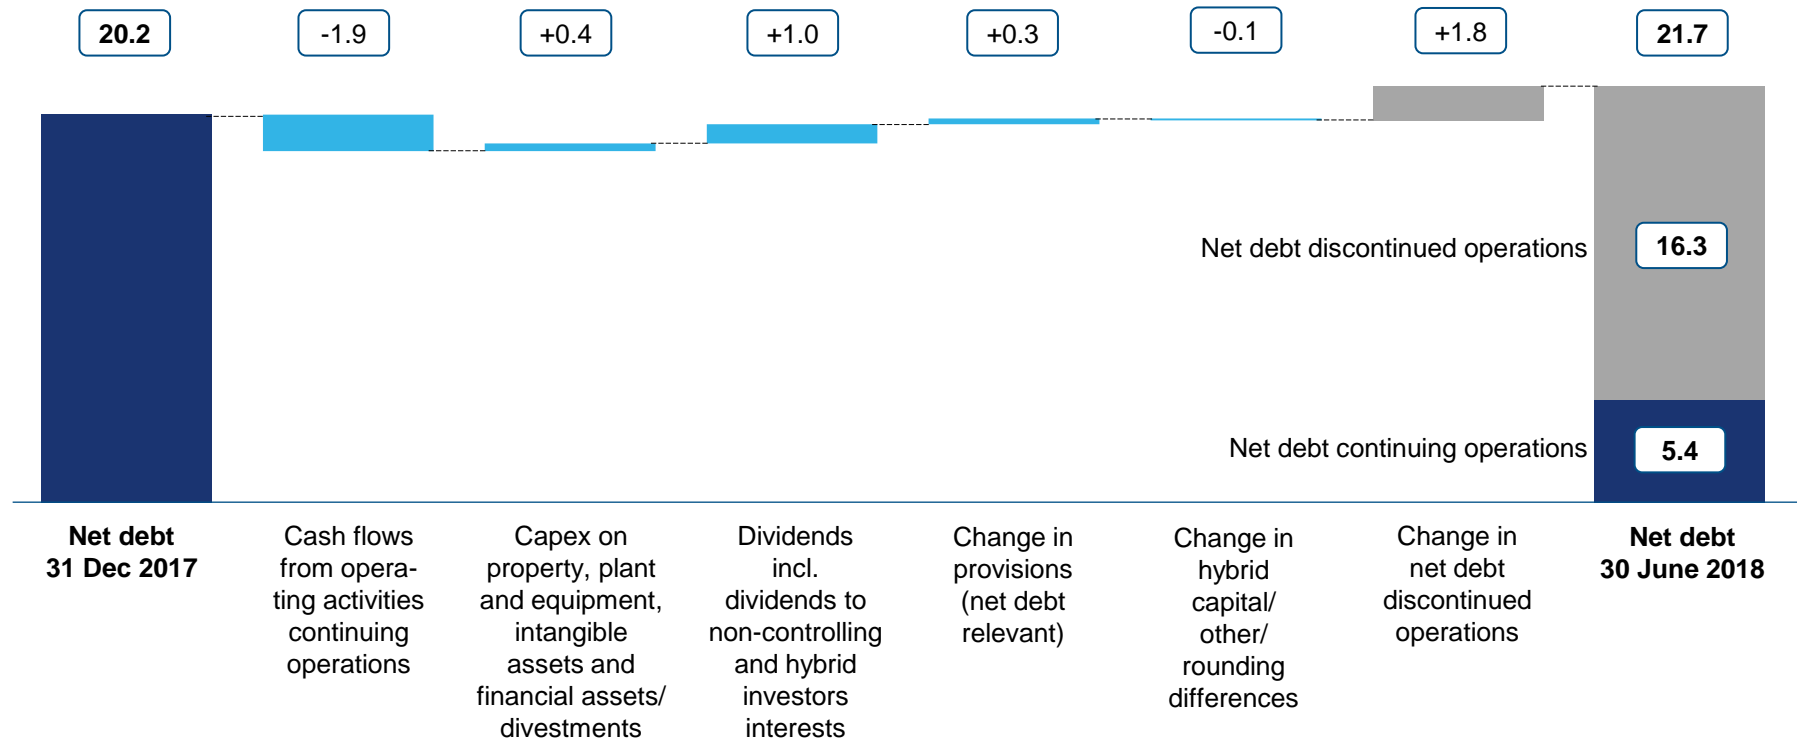 20.2
-1.9
+0.4
+1.0
+0.3
-0.1
+1.8
21.7
Net debt discontinued operations
16.3
Net debt continuing operations
5.4
Net debt
31 Dec 2017
Cash flows
from opera-
ting activities
continuing
operations
Capex on
property, plant
and equipment,
intangible
assets and
financial assets/
divestments
Dividends
incl.
dividends to
non-controlling
and hybrid
investors
interests
Change in
provisions
(net debt
relevant)
Change in
hybrid
capital/
other/
rounding
differences
Change in
net debt
discontinued
operations
Net debt
30 June 2018